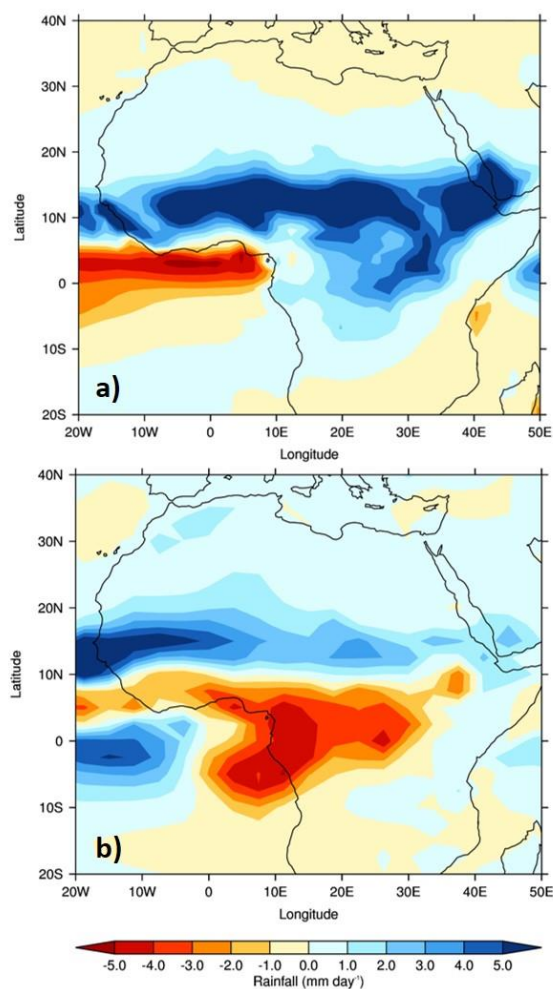 40N
30N
20N
10N
0
10S
20S
Latitude
a)
20W 10W 0 10E 20E 30E 40E 50E
Longitude
40N
30N
20N
10N
0
10S
20S
Latitude
b)
20W 10W 0 10E 20E 30E 40E 50E
Longitude
-5.0 -4.0 -3.0 -2.0 -1.0 0.0 1.0 2.0 3.0 4.0 5.0
Rainfall (mm day⁻¹)